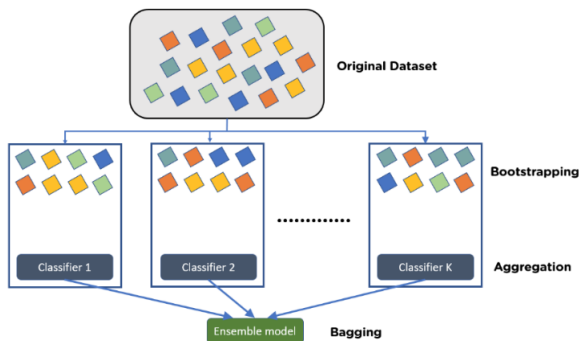 Original Dataset
Bootstrapping
Classifier 1
Classifier 2
.............
Classifier K
Aggregation
Ensemble model
Bagging